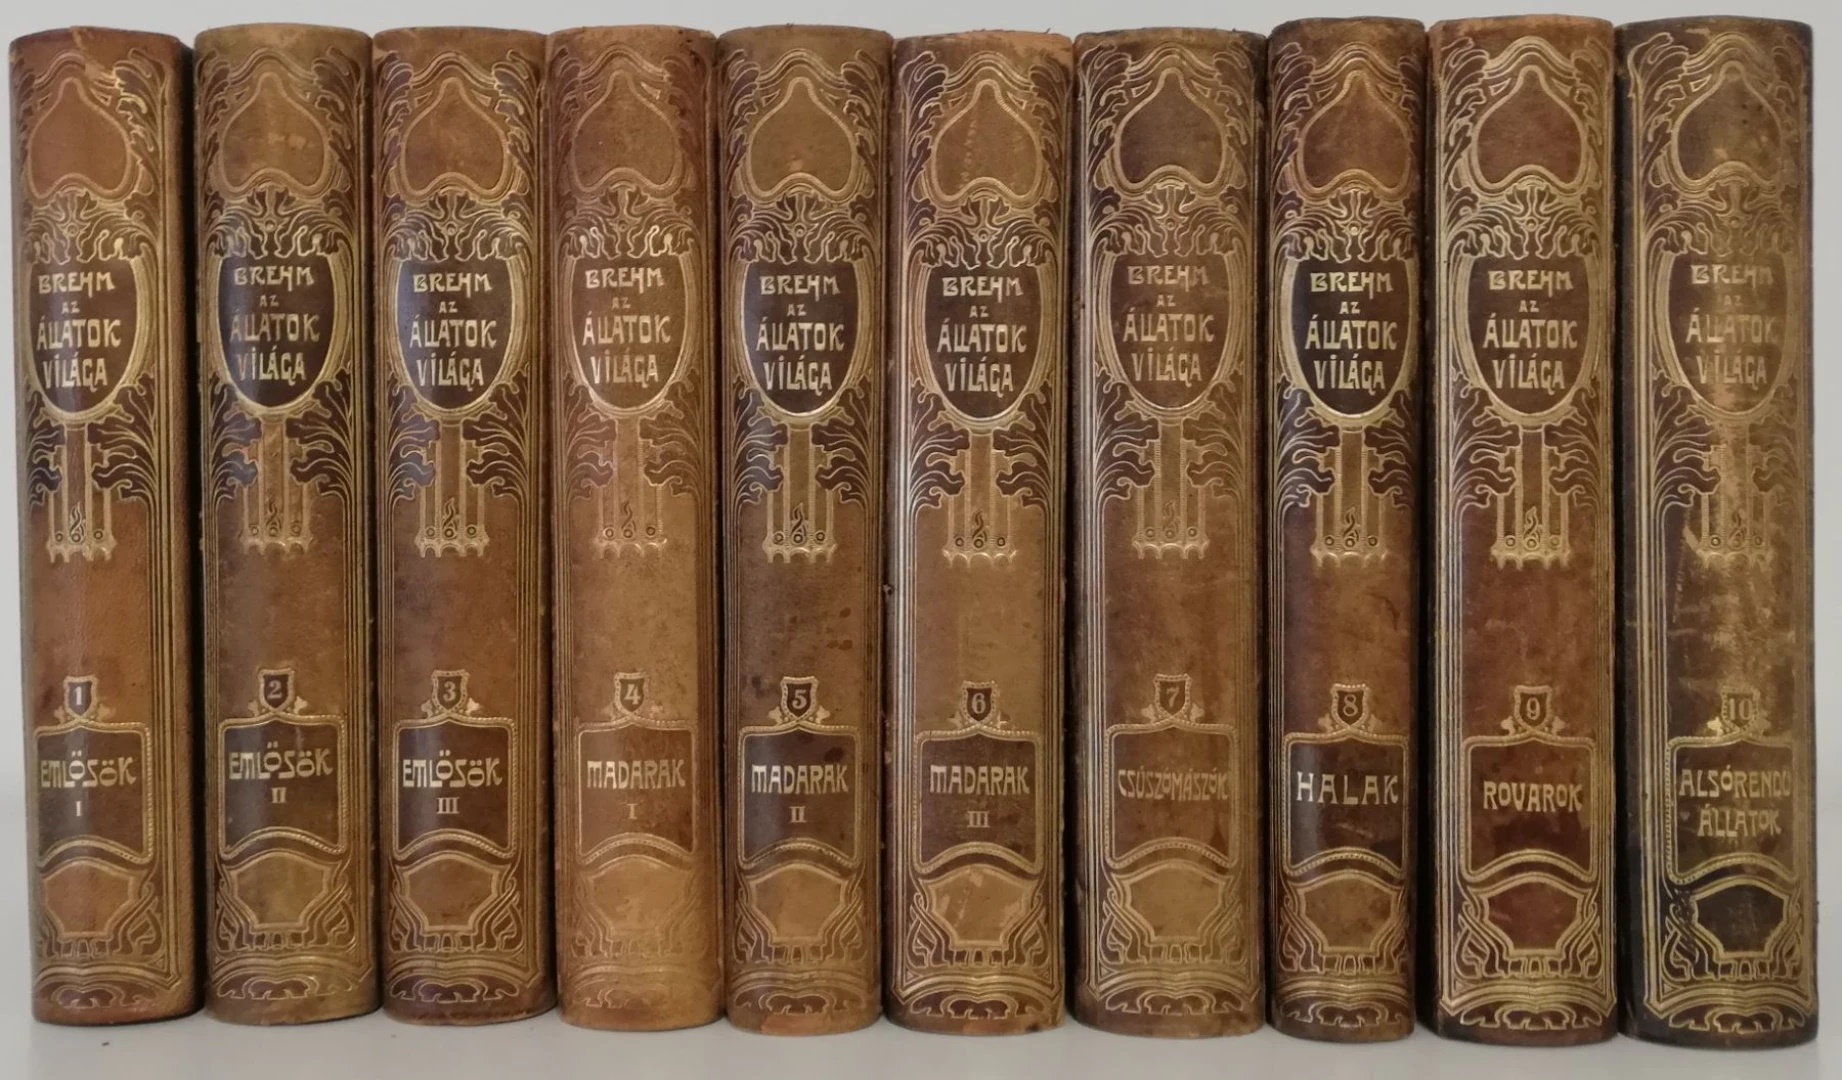 BREHM
AZ
ÁLLATOK
VILÁGA
1
EMLŐSÖK
I
BREHM
AZ
ÁLLATOK
VILÁGA
2
EMLŐSÖK
II
BREHM
AZ
ÁLLATOK
VILÁGA
3
EMLŐSÖK
III
BREHM
AZ
ÁLLATOK
VILÁGA
4
MADARAK
I
BREHM
AZ
ÁLLATOK
VILÁGA
5
MADARAK
II
BREHM
AZ
ÁLLATOK
VILÁGA
6
MADARAK
III
BREHM
AZ
ÁLLATOK
VILÁGA
7
CSÚSZÓMÁSZÓK
BREHM
AZ
ÁLLATOK
VILÁGA
8
HALAK
BREHM
AZ
ÁLLATOK
VILÁGA
9
ROVAROK
BREHM
AZ
ÁLLATOK
VILÁGA
10
ALSÓRENDŰ
ÁLLATOK